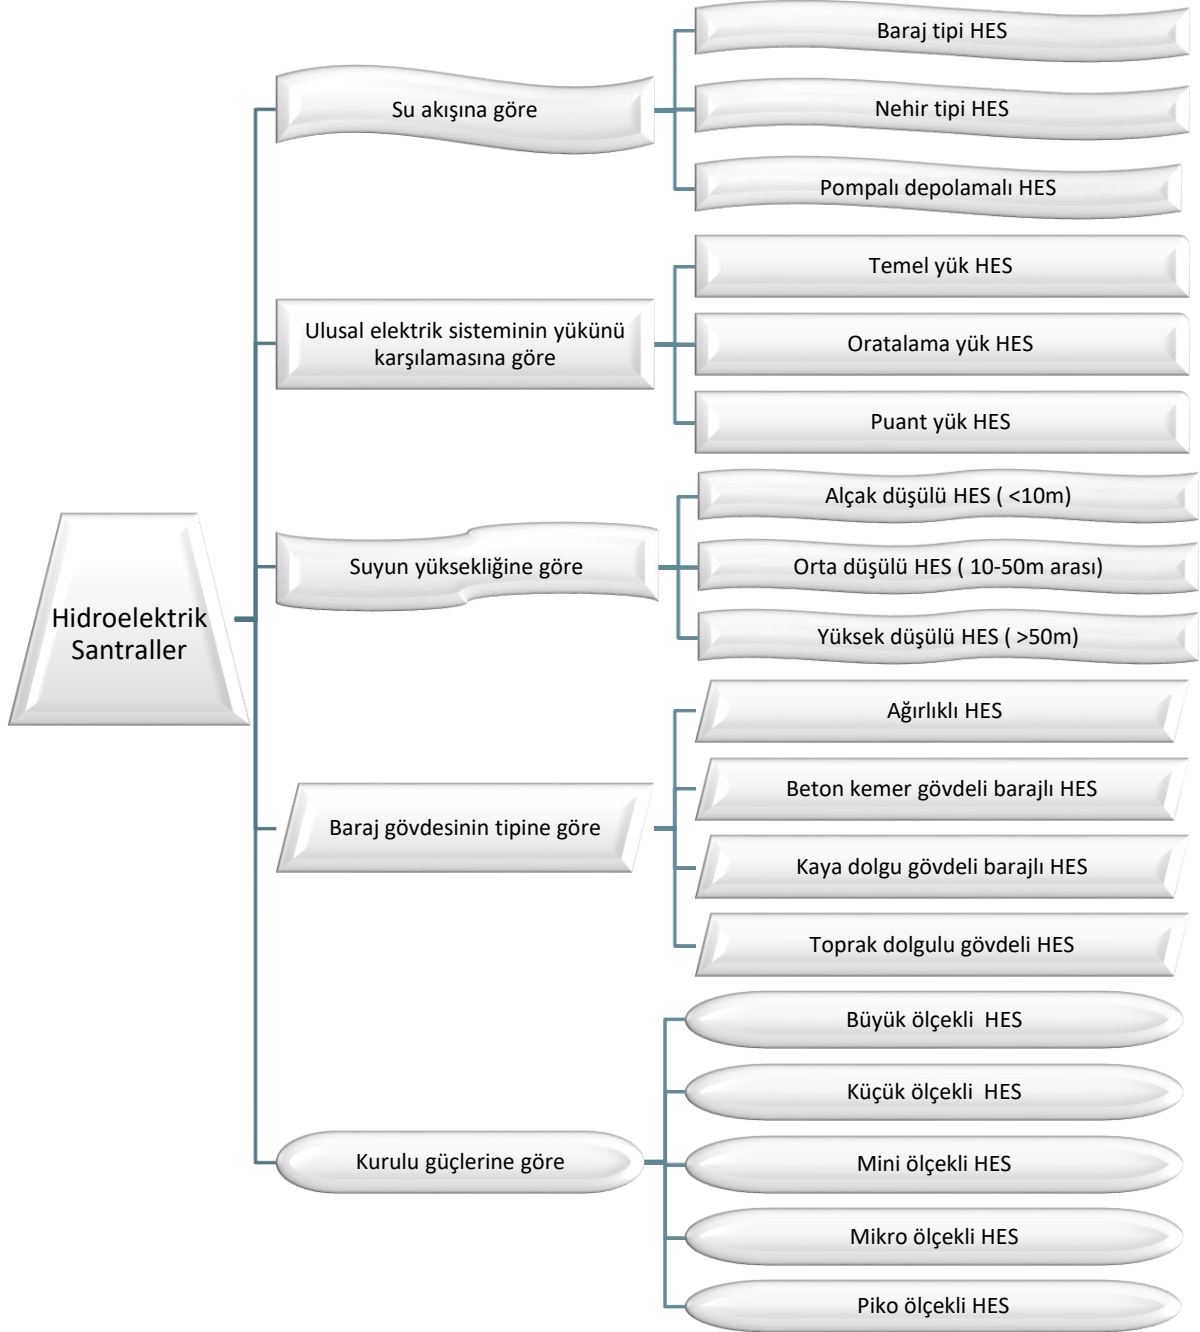 Hidroelektrik
Santraller
Su akışına göre
Baraj tipi HES
Nehir tipi HES
Pompalı depolamalı HES
Ulusal elektrik sisteminin yükünü
karşılamasına göre
Temel yük HES
Oratalama yük HES
Puant yük HES
Suyun yüksekliğine göre
Alçak düşülü HES ( <10m)
Orta düşülü HES ( 10-50m arası)
Yüksek düşülü HES ( >50m)
Baraj gövdesinin tipine göre
Ağırlıklı HES
Beton kemer gövdeli barajlı HES
Kaya dolgu gövdeli barajlı HES
Toprak dolgulu gövdeli HES
Kurulu güçlerine göre
Büyük ölçekli  HES
Küçük ölçekli  HES
Mini ölçekli HES
Mikro ölçekli HES
Piko ölçekli HES